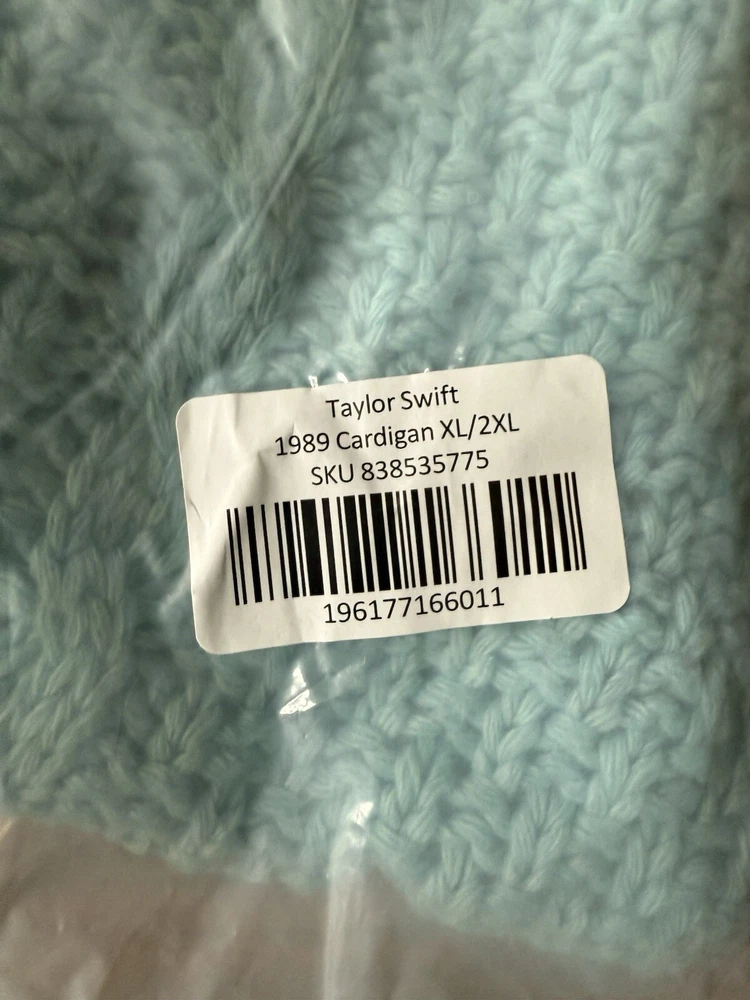 Taylor Swift
1989 Cardigan XL/2XL
SKU 838535775
196177166011